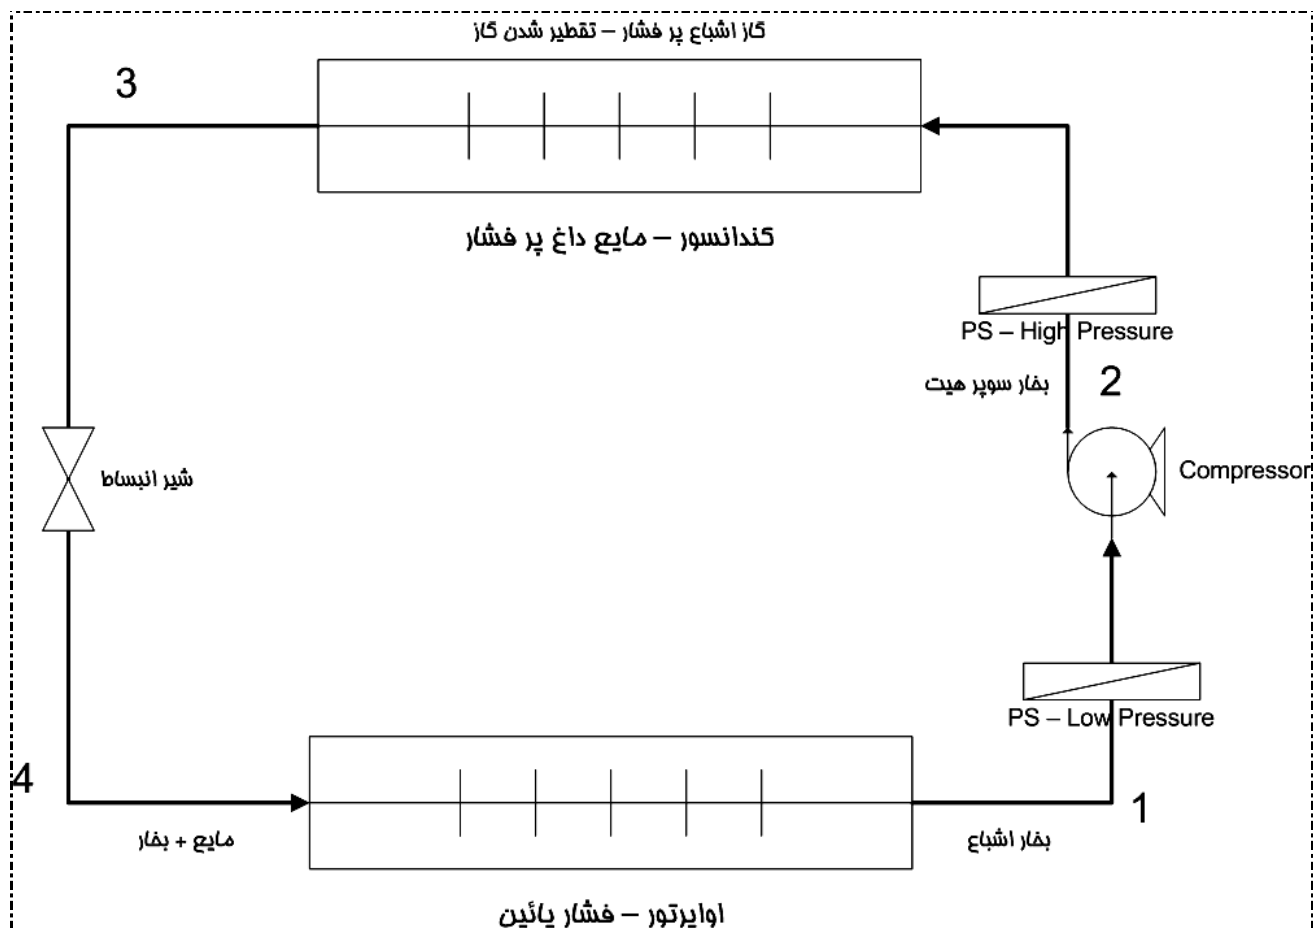 گاز اشباع پر فشار – تقطیر شدن گاز
3
کندانسور – مایع داغ پر فشار
PS – High Pressure
بخار سوپر هیت
2
شیر انبساط
Compressor
PS – Low Pressure
4
1
مایع + بخار
بخار اشباع
اواپرتور – فشار پائین